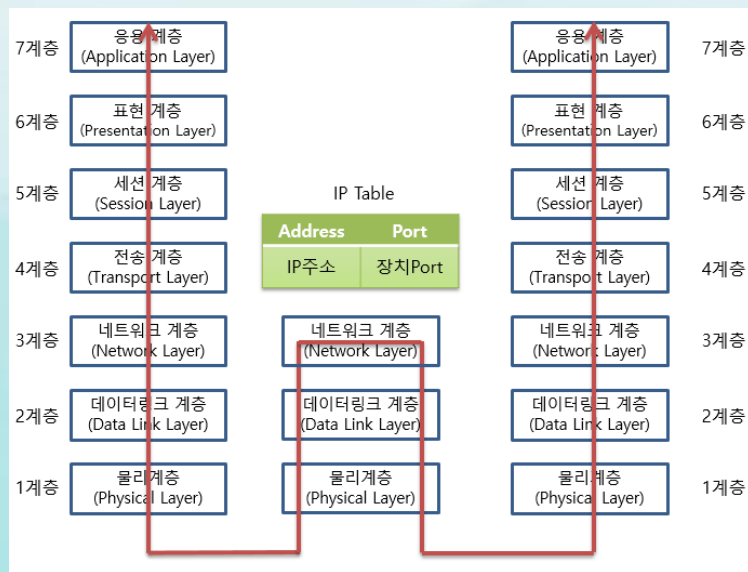 7계층
응용 계층
(Application Layer)
응용 계층
(Application Layer)
7계층
6계층
표현 계층
(Presentation Layer)
표현 계층
(Presentation Layer)
6계층
5계층
세션 계층
(Session Layer)
IP Table
세션 계층
(Session Layer)
5계층
Address Port
4계층
전송 계층
(Transport Layer)
IP주소 장치Port
전송 계층
(Transport Layer)
4계층
3계층
네트워크 계층
(Network Layer)
네트워크 계층
(Network Layer)
네트워크 계층
(Network Layer)
3계층
2계층
데이터링크 계층
(Data Link Layer)
데이터링크 계층
(Data Link Layer)
데이터링크 계층
(Data Link Layer)
2계층
1계층
물리계층
(Physical Layer)
물리계층
(Physical Layer)
물리계층
(Physical Layer)
1계층